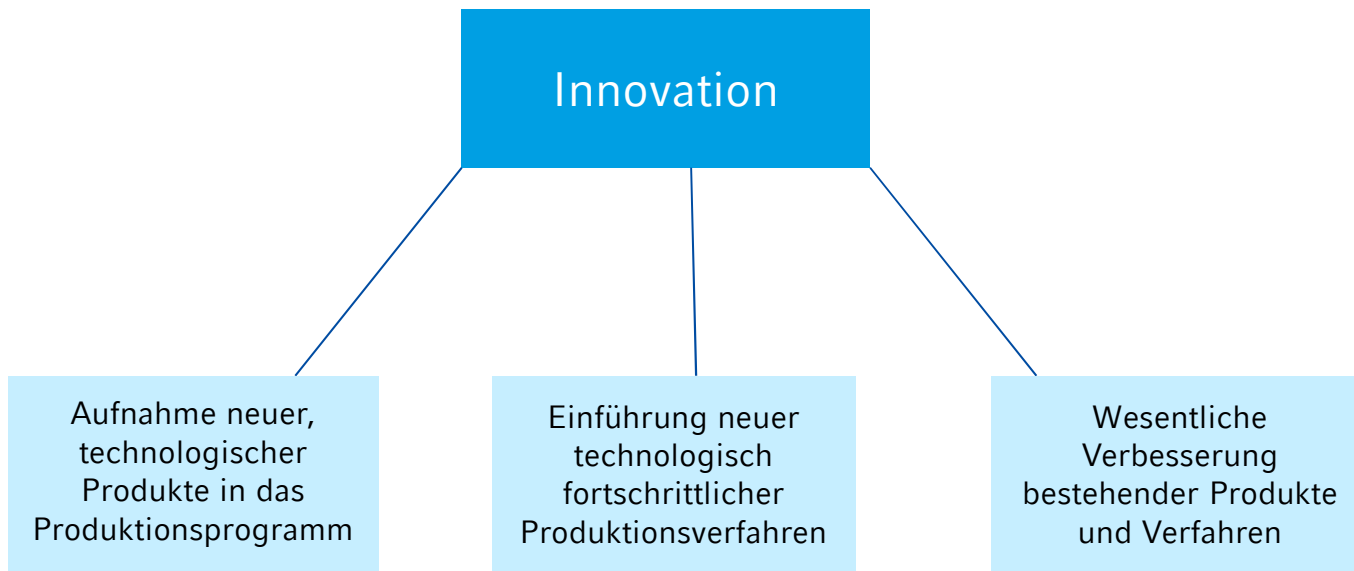 Innovation
Aufnahme neuer,
technologischer
Produkte in das
Produktionsprogramm
Einführung neuer
technologisch
fortschrittlicher
Produktionsverfahren
Wesentliche
Verbesserung
bestehender Produkte
und Verfahren